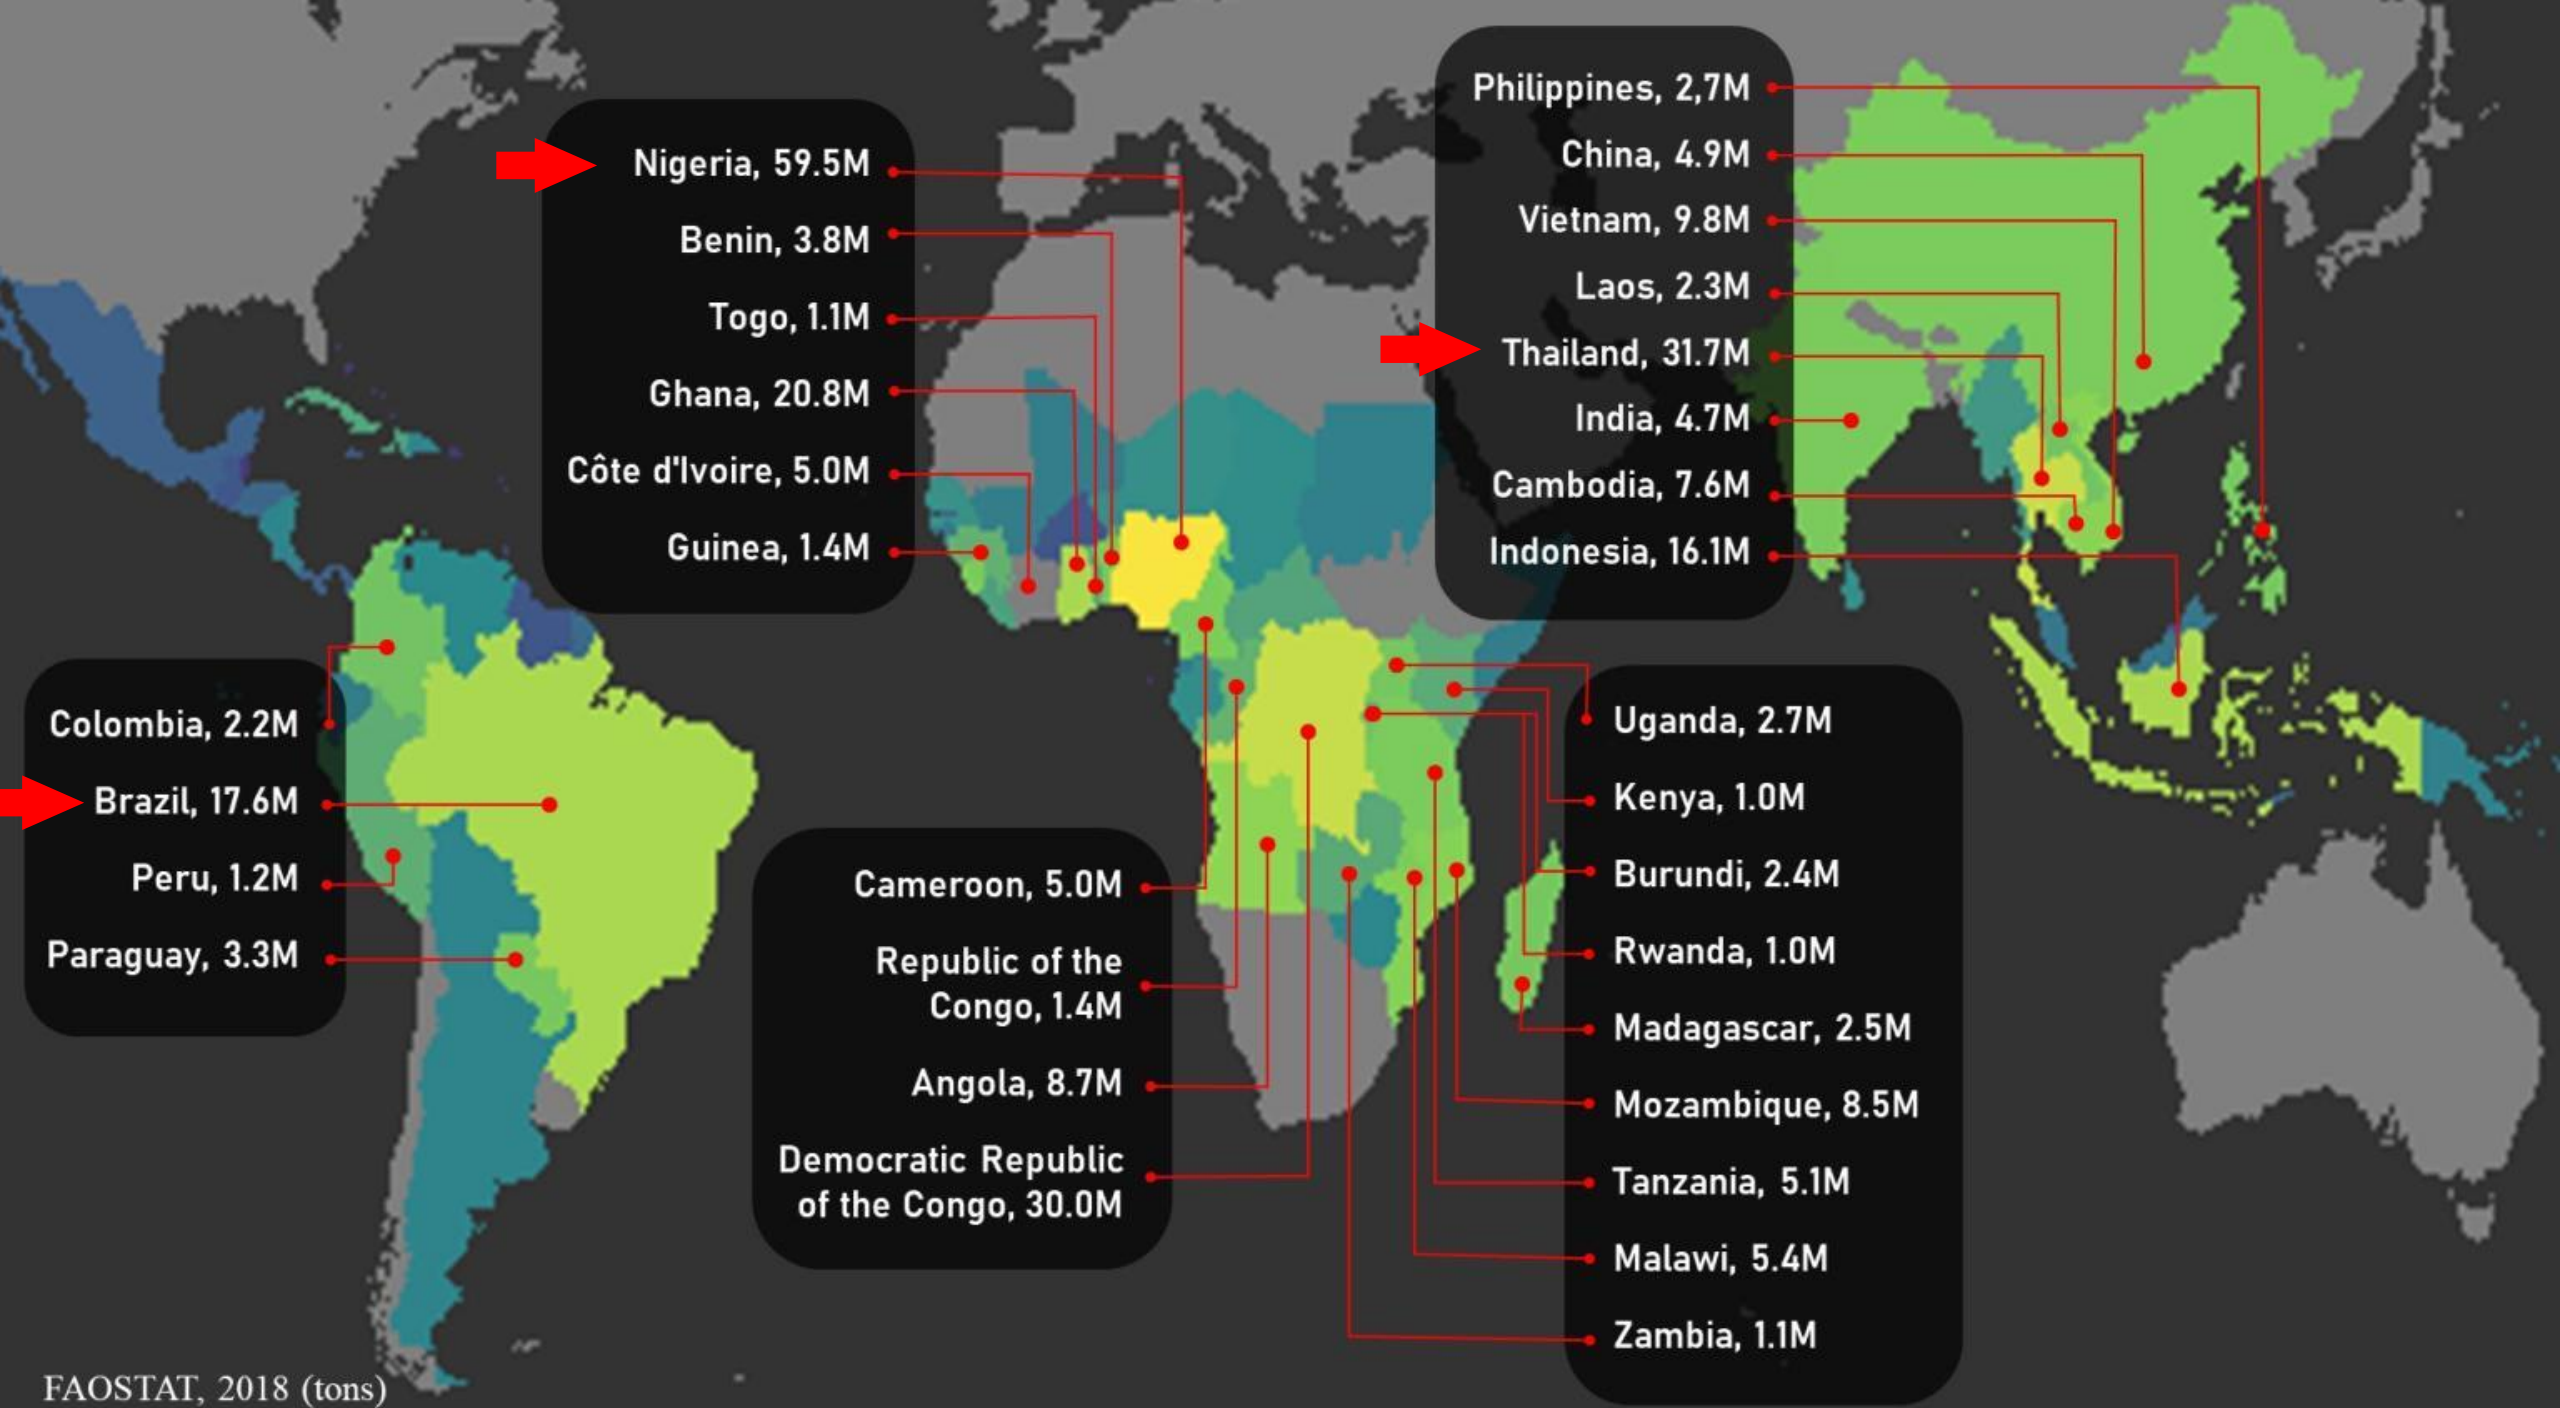 Nigeria, 59.5M
Benin, 3.8M
Togo, 1.1M
Ghana, 20.8M
Côte d'Ivoire, 5.0M
Guinea, 1.4M
Philippines, 2,7M
China, 4.9M
Vietnam, 9.8M
Laos, 2.3M
Thailand, 31.7M
India, 4.7M
Cambodia, 7.6M
Indonesia, 16.1M
Colombia, 2.2M
Brazil, 17.6M
Peru, 1.2M
Paraguay, 3.3M
Cameroon, 5.0M
Republic of the
Congo, 1.4M
Angola, 8.7M
Democratic Republic
of the Congo, 30.0M
Uganda, 2.7M
Kenya, 1.0M
Burundi, 2.4M
Rwanda, 1.0M
Madagascar, 2.5M
Mozambique, 8.5M
Tanzania, 5.1M
Malawi, 5.4M
Zambia, 1.1M
FAOSTAT, 2018 (tons)